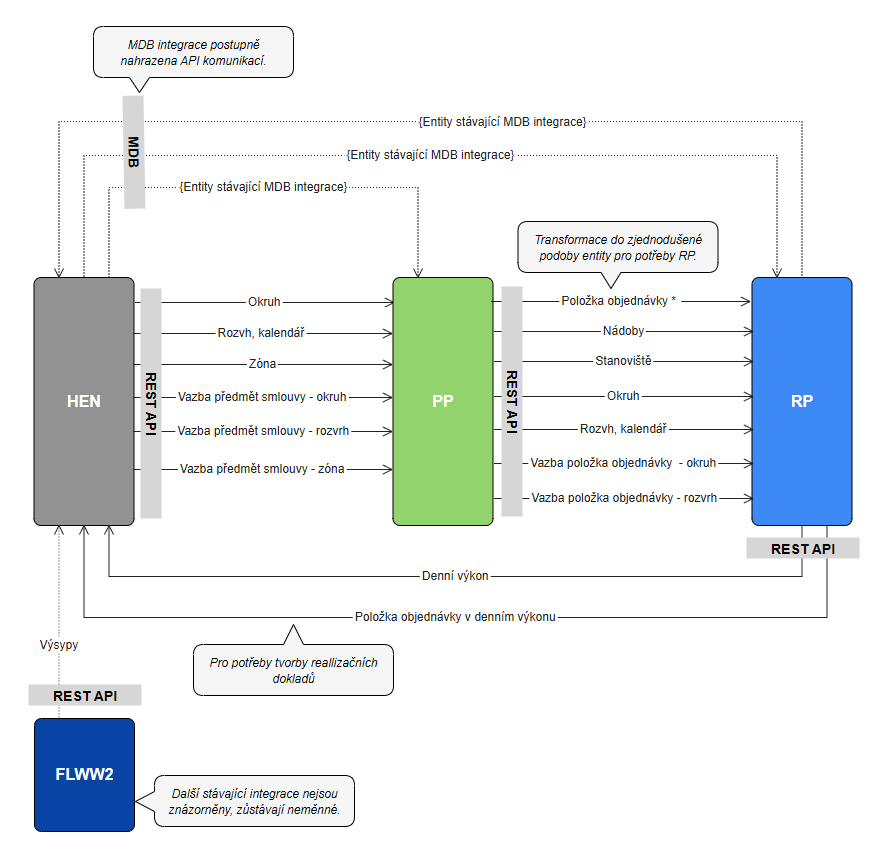 MDB integrace postupně
nahrazena API komunikací.
MDB
{Entity stávající MDB integrace}
{Entity stávající MDB integrace}
{Entity stávající MDB integrace}
Transformace do zjednodušené
podoby entity pro potřeby RP.
HEN
REST API
Okruh
Rozvh, kalendář
Zóna
Vazba předmět smlouvy - okruh
Vazba předmět smlouvy - rozvrh
Vazba předmět smlouvy - zóna
PP
REST API
Položka objednávky *
Nádoby
Stanoviště
Okruh
Rozvh, kalendář
Vazba položka objednávky - okruh
Vazba položka objednávky - rozvrh
RP
REST API
Denní výkon
Položka objednávky v denním výkonu
Pro potřeby tvorby reallizačních
dokladů
Výsypy
REST API
FLWW2
Další stávající integrace nejsou
znázorněny, zůstávají neměnné.